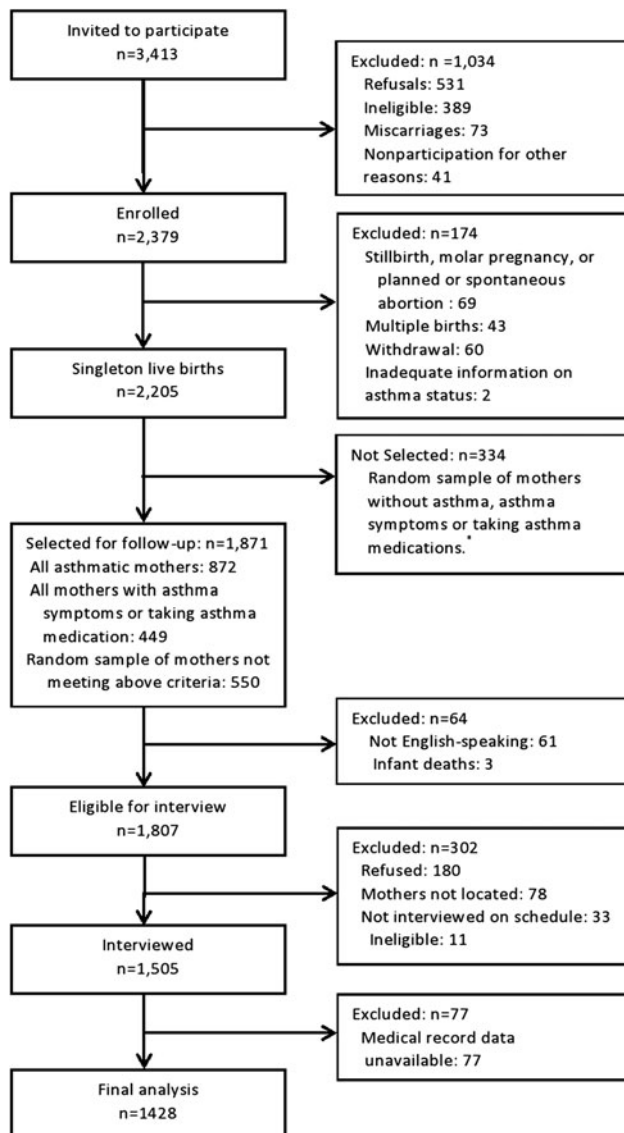 Invited to participate
n=3,413
Excluded: n =1,034
Refusals: 531
Ineligible: 389
Miscarriages: 73
Nonparticipation for other
reasons: 41
Enrolled
n=2,379
Excluded: n=174
Stillbirth, molar pregnancy, or
planned or spontaneous
abortion : 69
Multiple births: 43
Withdrawal: 60
Inadequate information on
asthma status: 2
Singleton live births
n=2,205
Not Selected: n=334
Random sample of mothers
without asthma, asthma
symptoms or taking asthma
medications.*
Selected for follow-up: n=1,871
All asthmatic mothers: 872
All mothers with asthma
symptoms or taking asthma
medication: 449
Random sample of mothers not
meeting above criteria: 550
Excluded: n=64
Not English-speaking: 61
Infant deaths: 3
Eligible for interview
n=1,807
Excluded: n=302
Refused: 180
Mothers not located: 78
Not interviewed on schedule: 33
Ineligible: 11
Interviewed
n=1,505
Excluded: n=77
Medical record data
unavailable: 77
Final analysis
n=1428